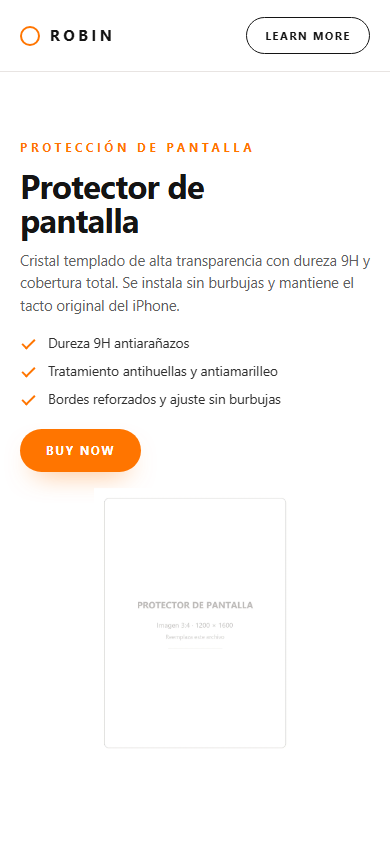 ROBIN
LEARN MORE
PROTECCIÓN DE PANTALLA
Protector de
pantalla
Cristal templado de alta transparencia con dureza 9H y
cobertura total. Se instala sin burbujas y mantiene el
tacto original del iPhone.
Dureza 9H antiarañazos
Tratamiento antihuellas y antiamarilleo
Bordes reforzados y ajuste sin burbujas
BUY NOW
PROTECTOR DE PANTALLA
Imagen 3:4 · 1200 × 1600